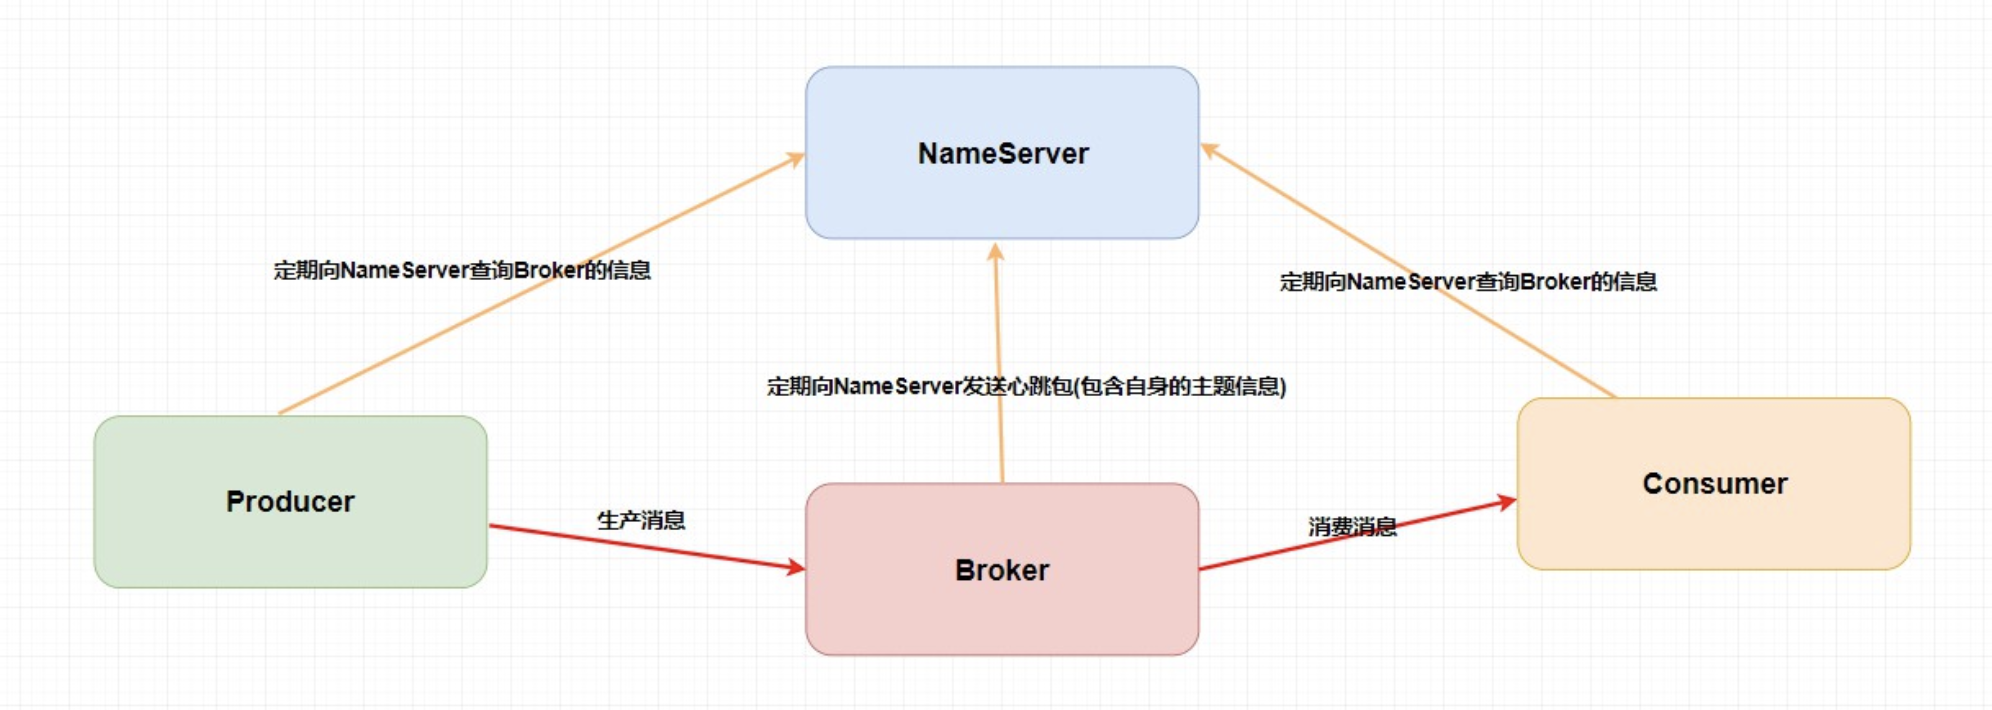 NameServer
定期向NameServer查询Broker的信息
定期向NameServer查询Broker的信息
定期向NameServer发送心跳包(包含自身的主题信息)
Producer
生产消息
Broker
消费消息
Consumer